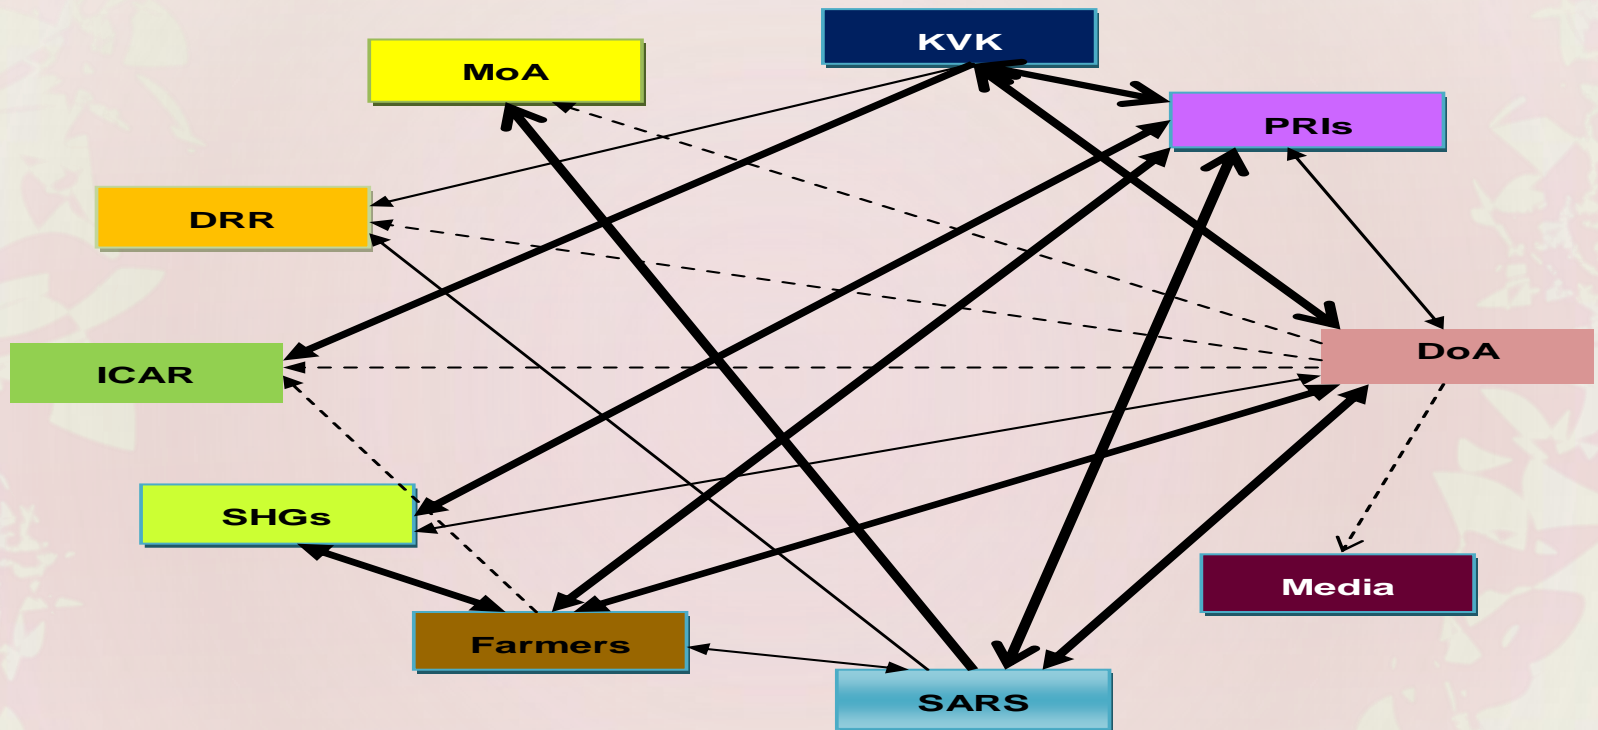 KVK
MoA
PRIs
DRR
DoA
ICAR
SHGs
Media
Farmers
SARS